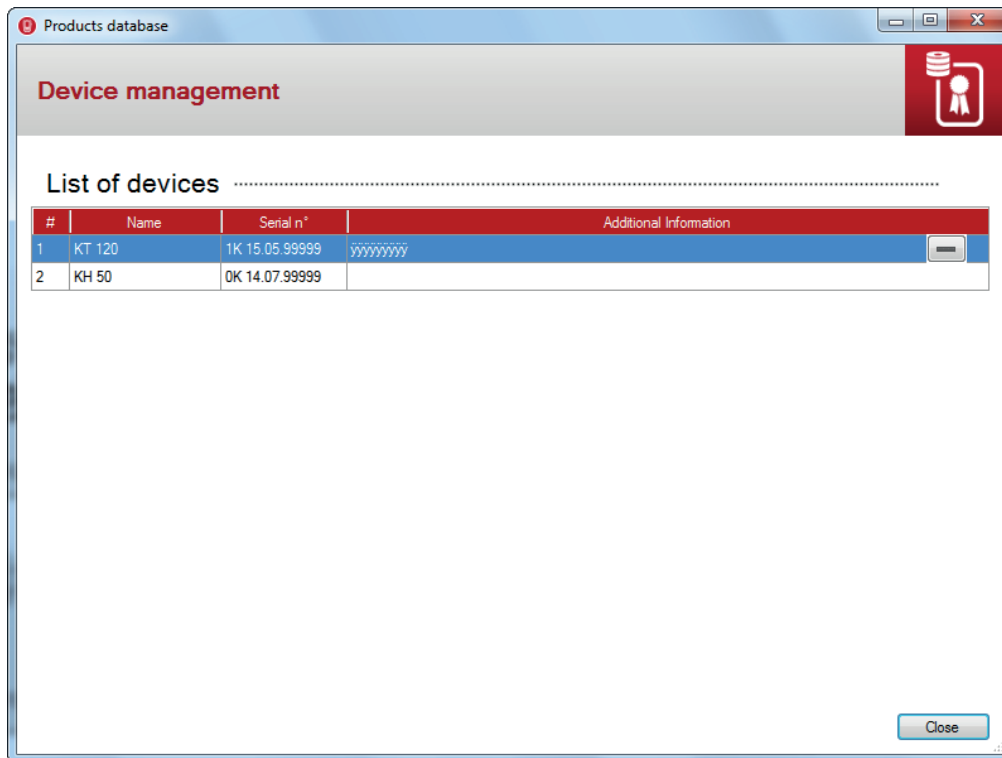 Products database
Device management
List of devices
# Name Serial n° Additional Information
1 KT 120 1K 15.05.99999 ÿÿÿÿÿÿÿÿÿ
2 KH 50 0K 14.07.99999
Close